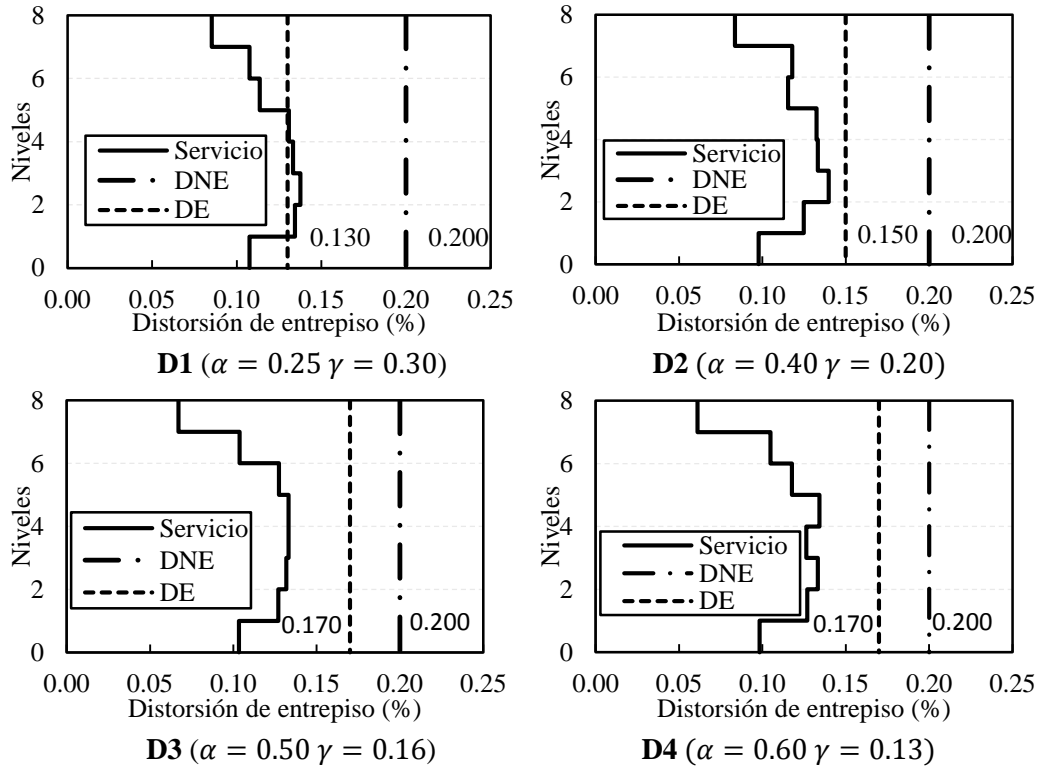 8
6
4
2
0
Niveles
Servicio
DNE
DE
0.130
0.200
0.00 0.05 0.10 0.15 0.20 0.25
Distorsión de entrepiso (%)
D1 (α = 0.25 γ = 0.30)
8
6
4
2
0
Niveles
Servicio
DNE
DE
0.150
0.200
0.00 0.05 0.10 0.15 0.20 0.25
Distorsión de entrepiso (%)
D2 (α = 0.40 γ = 0.20)
8
6
4
2
0
Niveles
Servicio
DNE
DE
0.170
0.200
0.00 0.05 0.10 0.15 0.20 0.25
Distorsión de entrepiso (%)
D3 (α = 0.50 γ = 0.16)
8
6
4
2
0
Niveles
Servicio
DNE
DE
0.170
0.200
0.00 0.05 0.10 0.15 0.20 0.25
Distorsión de entrepiso (%)
D4 (α = 0.60 γ = 0.13)